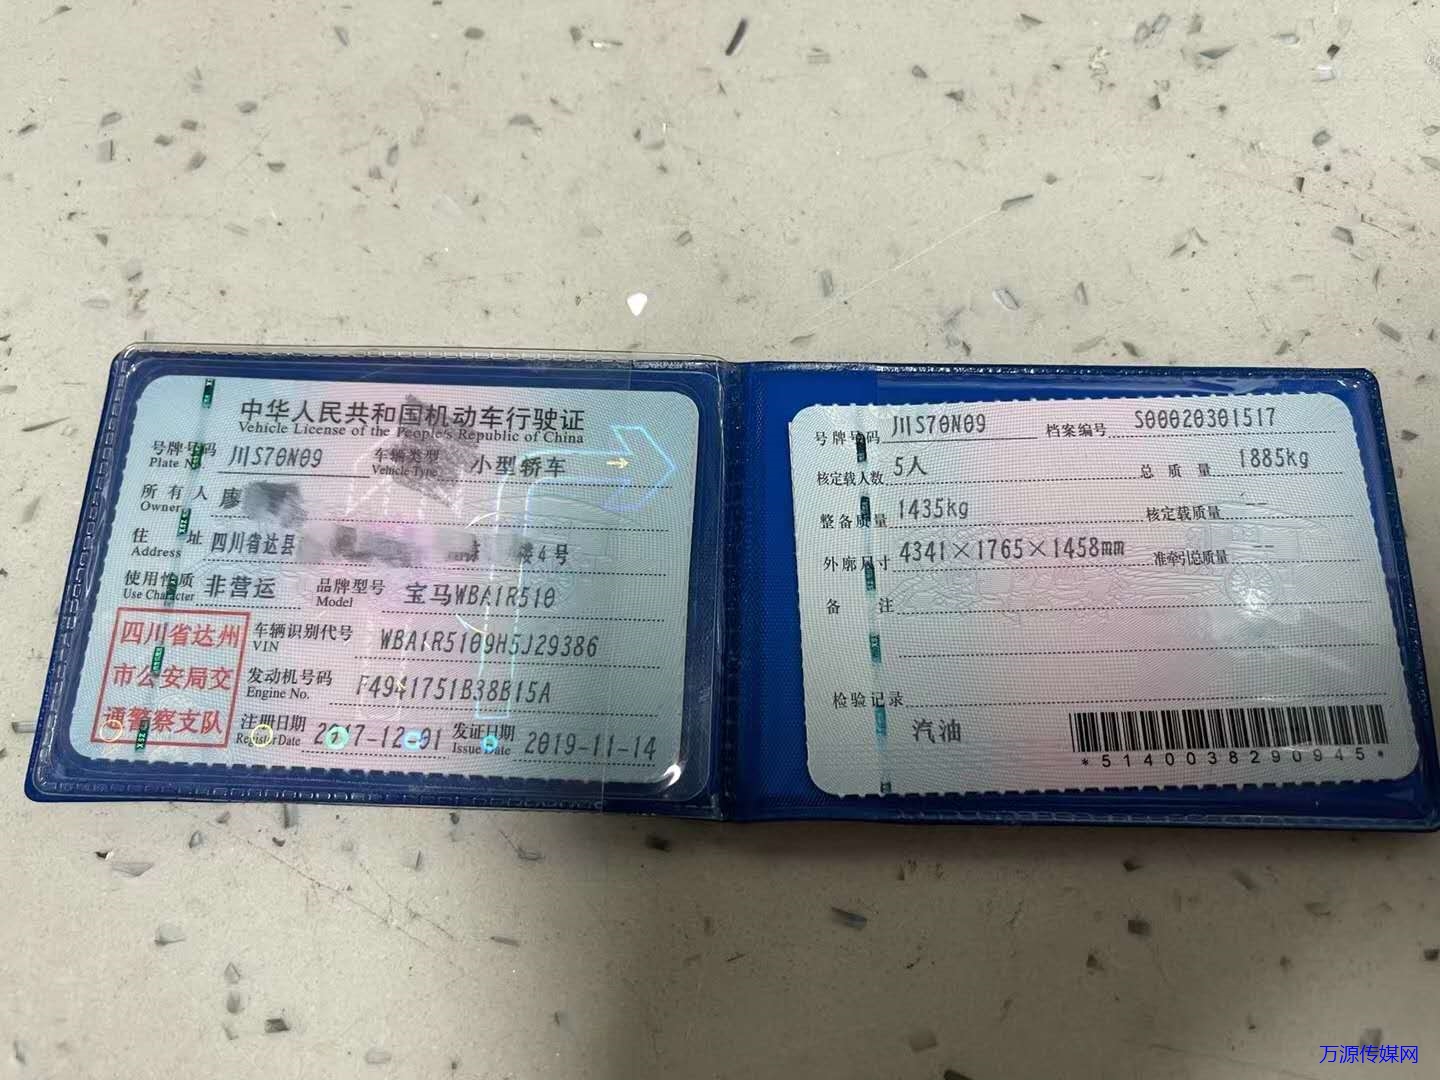 中华人民共和国机动车行驶证
Vehicle License of the People's Republic of China
号牌号码 川S70N09 车辆类型 小型轿车
Plate No. Vehicle Type
所有人 廖
Owner
住址 四川省达县 楼4号
Address
使用性质 非营运 品牌型号 宝马WBA1R510
Use Character Model
四川省达州
市公安局交
通警察支队
车辆识别代号 WBA1R5109H5J29386
VIN
发动机号码 F4941751B38B15A
Engine No.
注册日期 2017-12-01 发证日期 2019-11-14
Register Date Issue Date
号牌号码 川S70N09 档案编号 S00020301517
核定载人数 5人 总质量 1885kg
整备质量 1435kg 核定载质量 --
外廓尺寸 4341×1765×1458mm 准牵引总质量 --
备注
检验记录
汽油
*5140038290945*
万源传媒网